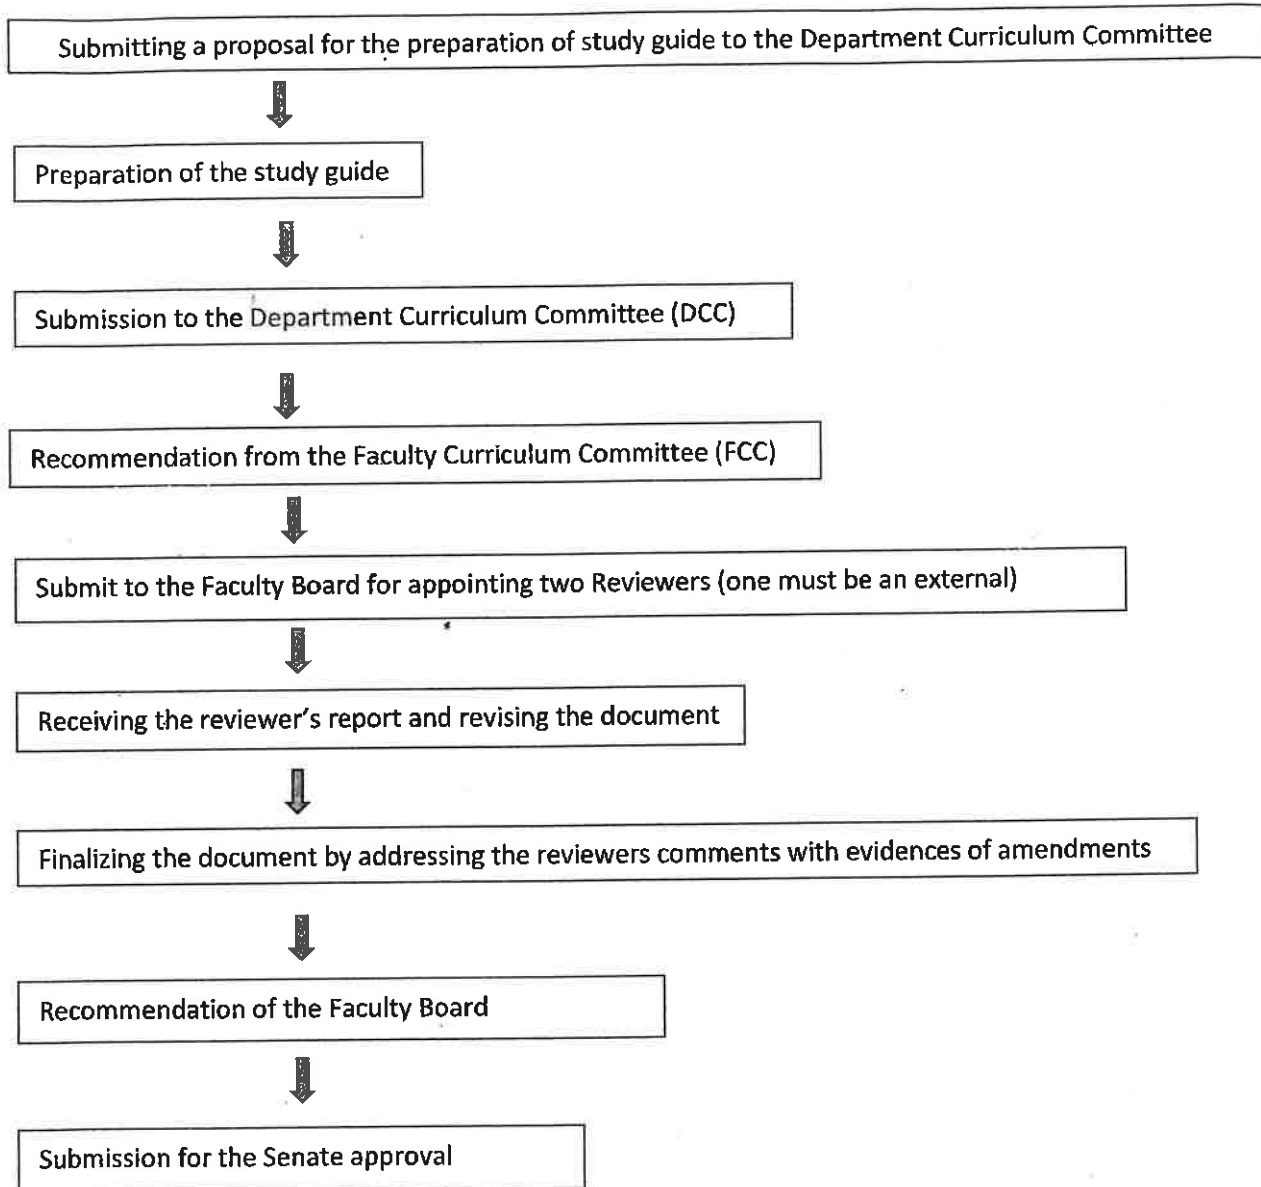 Submitting a proposal for the preparation of study guide to the Department Curriculum Committee
Preparation of the study guide
Submission to the Department Curriculum Committee (DCC)
Recommendation from the Faculty Curriculum Committee (FCC)
Submit to the Faculty Board for appointing two Reviewers (one must be an external)
Receiving the reviewer's report and revising the document
Finalizing the document by addressing the reviewers comments with evidences of amendments
Recommendation of the Faculty Board
Submission for the Senate approval